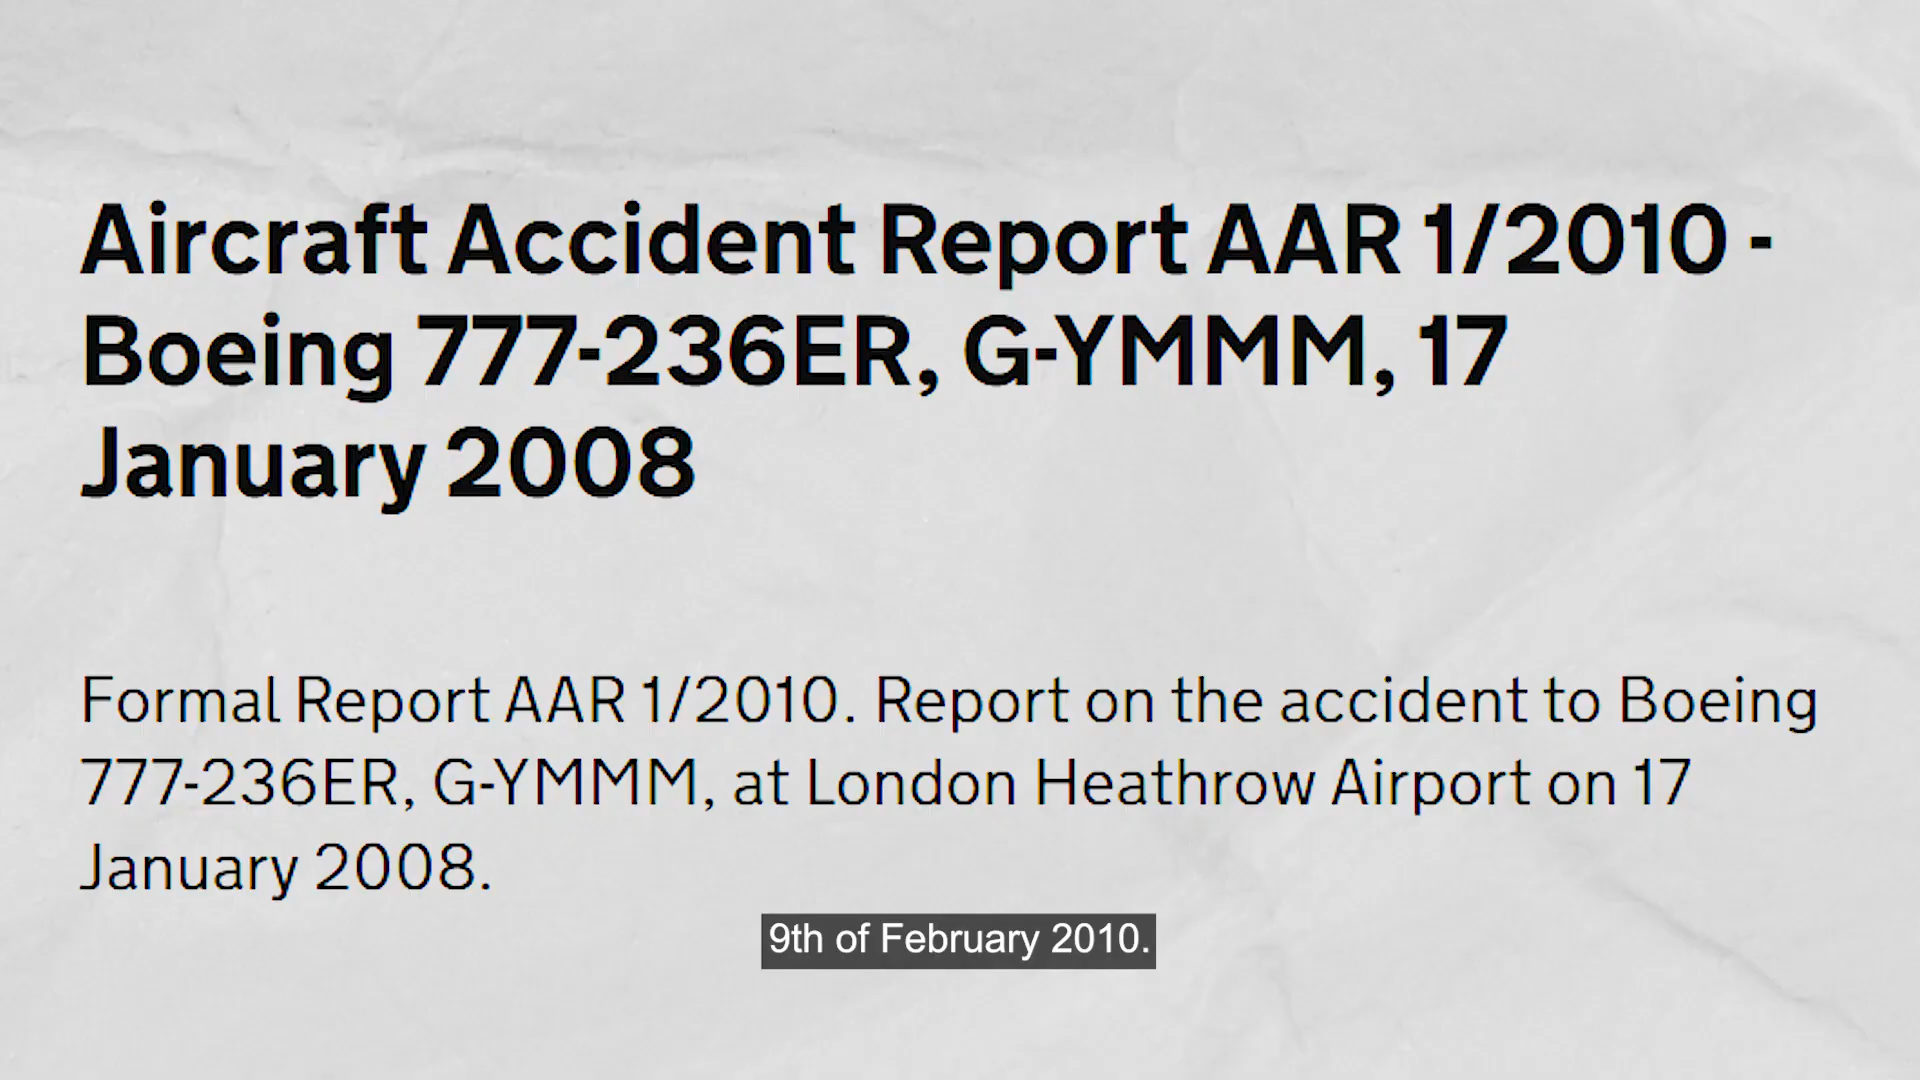 Aircraft Accident Report AAR 1/2010 -
Boeing 777-236ER, G-YMMM, 17
January 2008
Formal Report AAR 1/2010. Report on the accident to Boeing
777-236ER, G-YMMM, at London Heathrow Airport on 17
January 2008.
9th of February 2010.